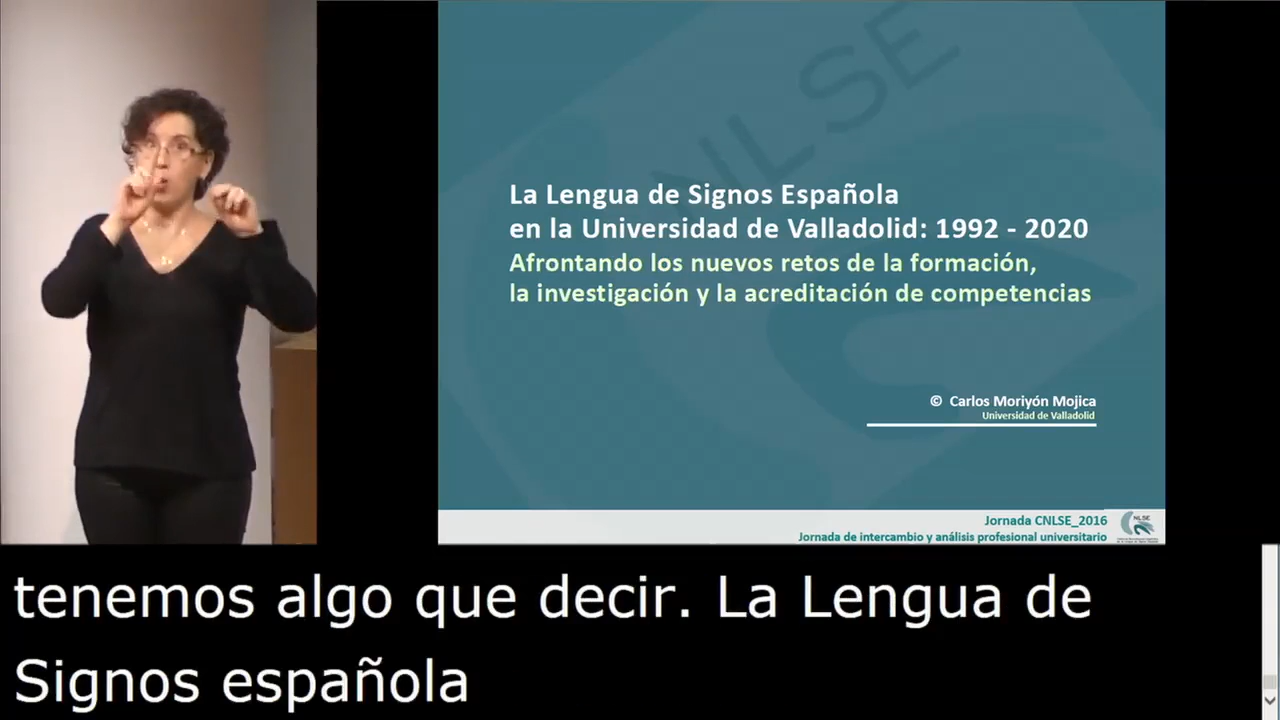 NLSE
La Lengua de Signos Española
en la Universidad de Valladolid: 1992 - 2020
Afrontando los nuevos retos de la formación,
la investigación y la acreditación de competencias
© Carlos Moriyón Mojica
Universidad de Valladolid
Jornada CNLSE_2016
Jornada de intercambio y análisis profesional universitario
CNLSE
tenemos algo que decir. La Lengua de
Signos española